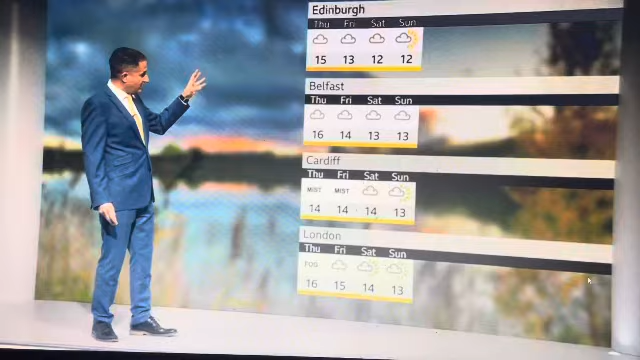 Edinburgh
Thu Fri Sat Sun
15 13 12 12
Belfast
Thu Fri Sat Sun
16 14 13 13
Cardiff
Thu Fri Sat Sun
MIST MIST
14 14 14 13
London
Thu Fri Sat Sun
FOG
16 15 14 13